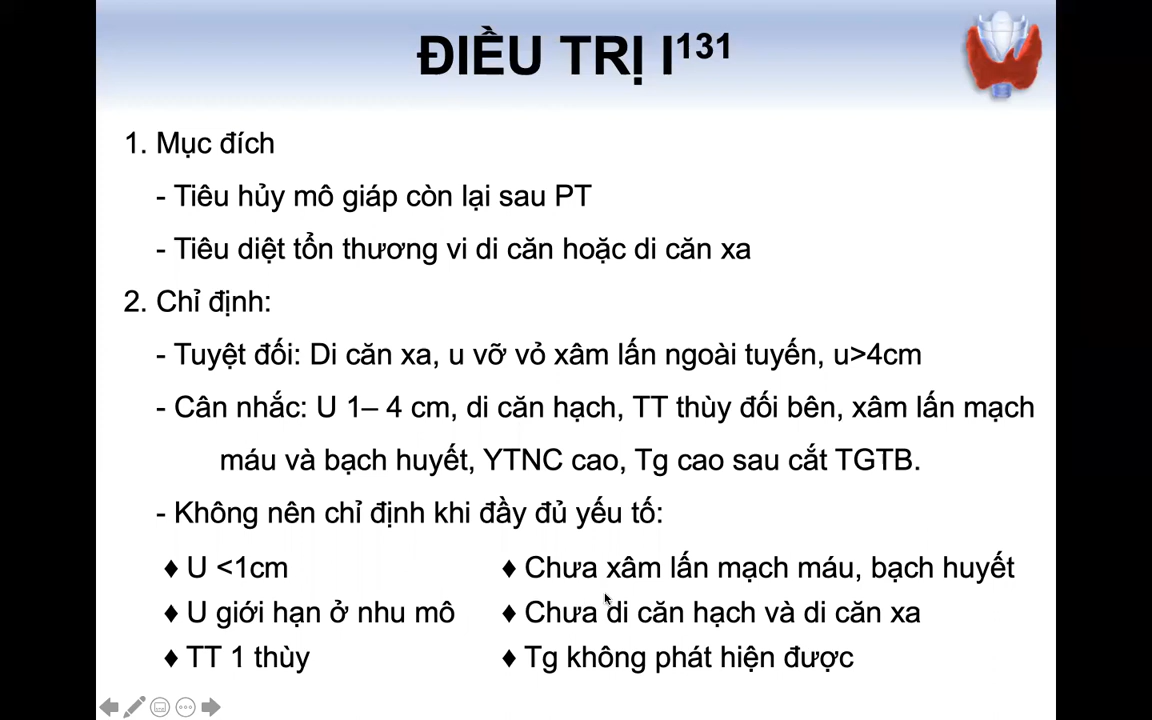 ĐIỀU TRỊ I¹³¹
1. Mục đích
- Tiêu hủy mô giáp còn lại sau PT
- Tiêu diệt tổn thương vi di căn hoặc di căn xa
2. Chỉ định:
- Tuyệt đối: Di căn xa, u vỡ vỏ xâm lấn ngoài tuyến, u>4cm
- Cân nhắc: U 1– 4 cm, di căn hạch, TT thùy đối bên, xâm lấn mạch
máu và bạch huyết, YTNC cao, Tg cao sau cắt TGTB.
- Không nên chỉ định khi đầy đủ yếu tố:
♦ U <1cm
♦ U giới hạn ở nhu mô
♦ TT 1 thùy
♦ Chưa xâm lấn mạch máu, bạch huyết
♦ Chưa di căn hạch và di căn xa
♦ Tg không phát hiện được